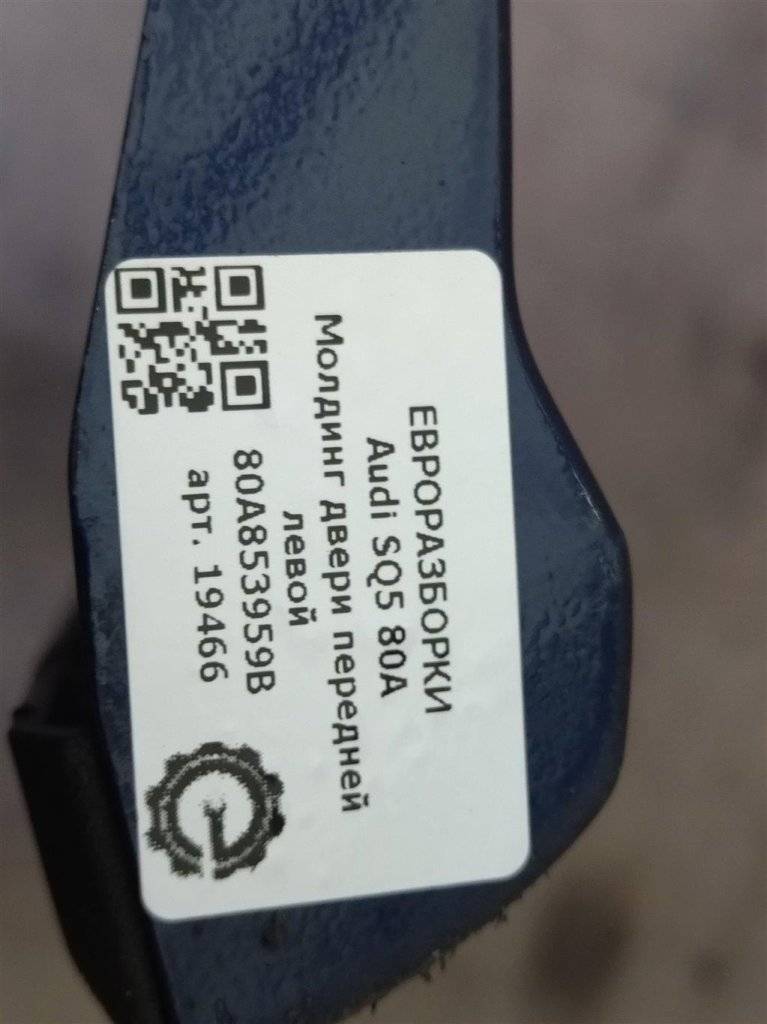 ЕВРОРАЗБОРКИ
Audi SQ5 80A
Молдинг двери передней
левой
80A853959B
арт. 19466